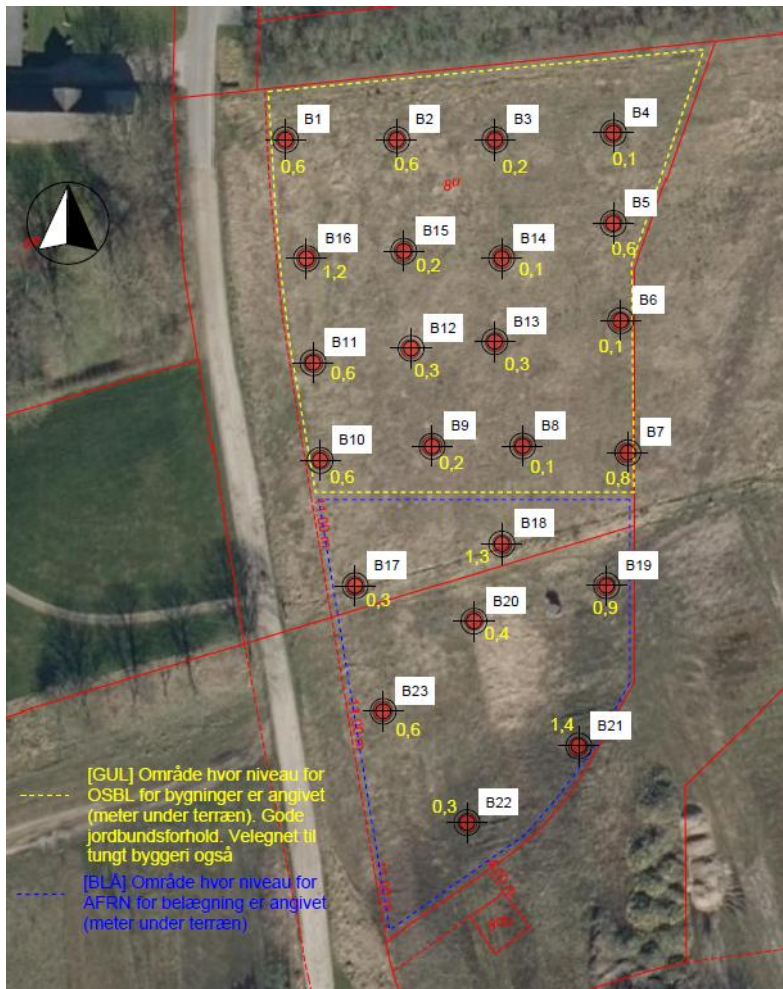 B1
B2
B3
B4
0,6
0,6
0,2
0,1
B5
B16
B15
B14
0,6
1,2
0,2
0,1
B6
B11
B12
B13
0,1
0,6
0,3
0,3
B10
B9
B8
B7
0,6
0,2
0,1
0,8
B18
1,3
B17
B19
0,3
0,9
B20
0,4
B23
0,6
B21
1,4
B22
0,3
[GUL] Område hvor niveau for
OSBL for bygninger er angivet
(meter under terræn). Gode
jordbundsforhold. Velegnet til
tungt byggeri også
[BLÅ] Område hvor niveau for
AFRN for belægning er angivet
(meter under terræn)